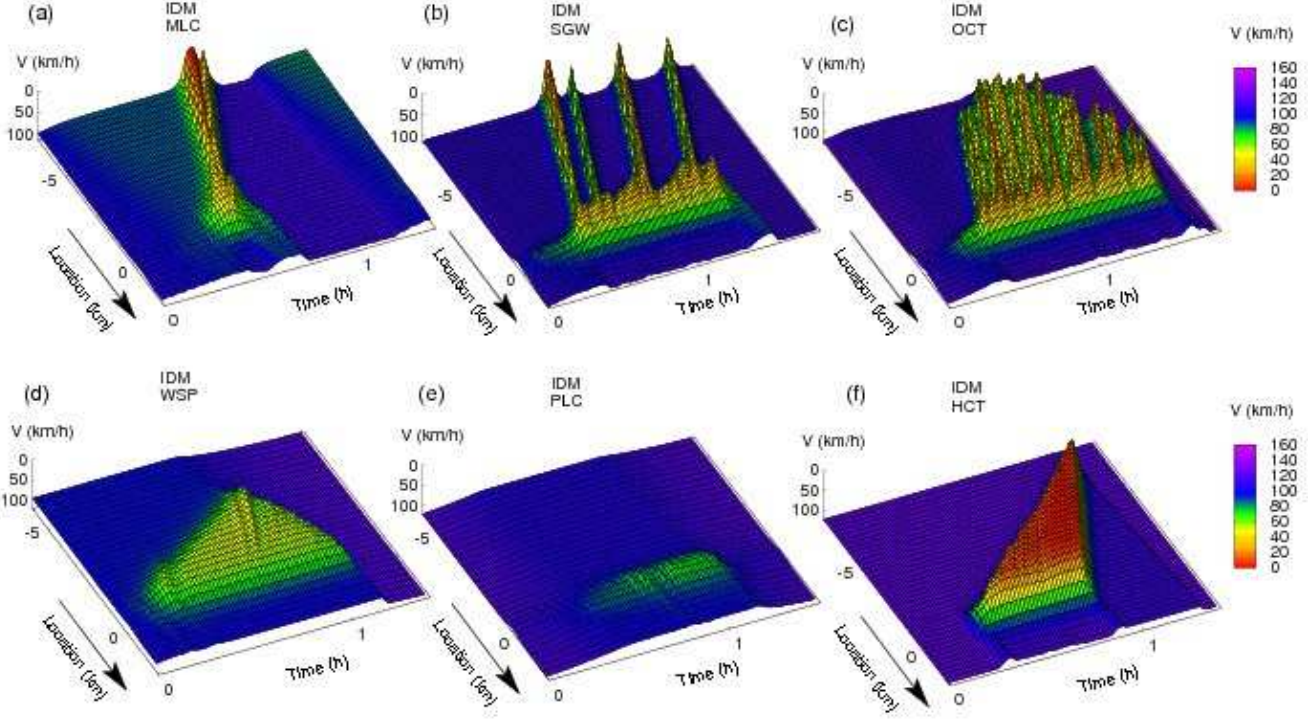 (a)
IDM
MLC
V (km/h)
0
50
100
-5
0
Location (km)
0
Time (h)
1
(b)
IDM
SGW
V (km/h)
0
50
100
-5
0
Location (km)
0
Time (h)
1
(c)
IDM
OCT
V (km/h)
0
50
100
-5
0
Location (km)
0
Time (h)
1
V (km/h)
160
140
120
100
80
60
40
20
0
(d)
IDM
WSP
V (km/h)
0
50
100
-5
0
Location (km)
0
Time (h)
1
(e)
IDM
PLC
V (km/h)
0
50
100
-5
0
Location (km)
0
Time (h)
1
(f)
IDM
HCT
V (km/h)
0
50
100
-5
0
Location (km)
0
Time (h)
1
V (km/h)
160
140
120
100
80
60
40
20
0